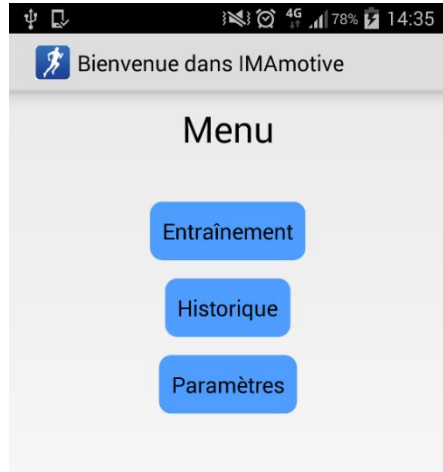 4G 78% 14:35
Bienvenue dans IMAmotive
Menu
Entraînement
Historique
Paramètres